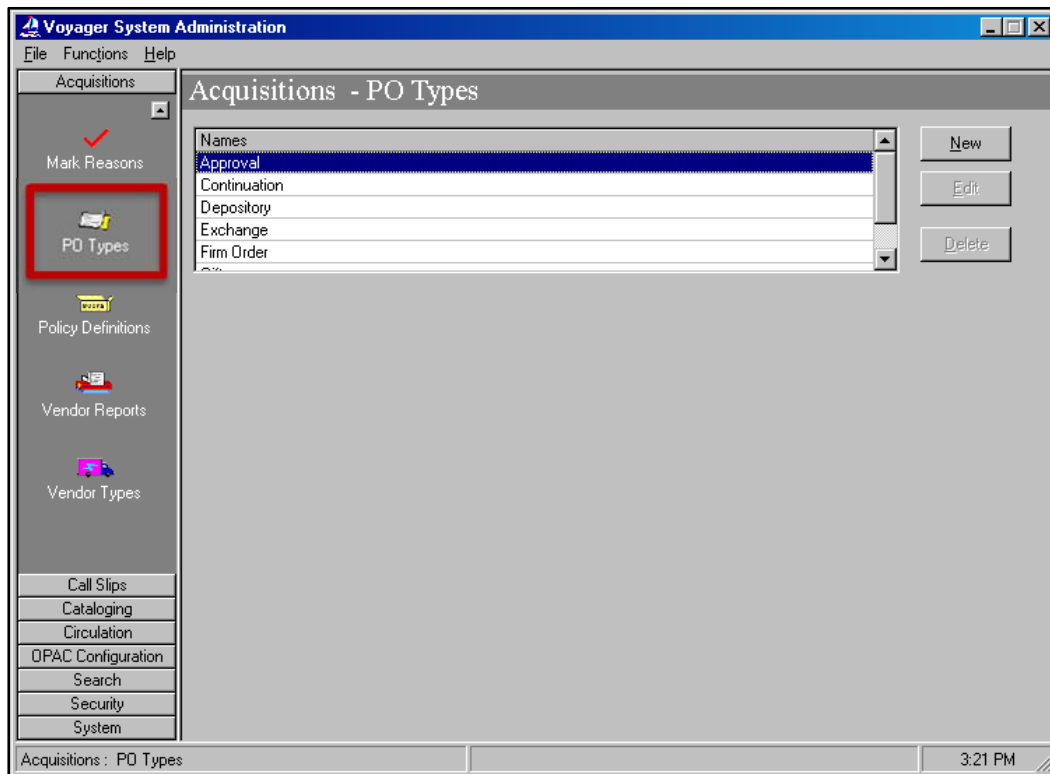 Voyager System Administration
File Functions Help
Acquisitions
Mark Reasons
PO Types
Policy Definitions
Vendor Reports
Vendor Types
Call Slips
Cataloging
Circulation
OPAC Configuration
Search
Security
System
Acquisitions - PO Types
Names
Approval
Continuation
Depository
Exchange
Firm Order
New
Edit
Delete
Acquisitions : PO Types
3:21 PM